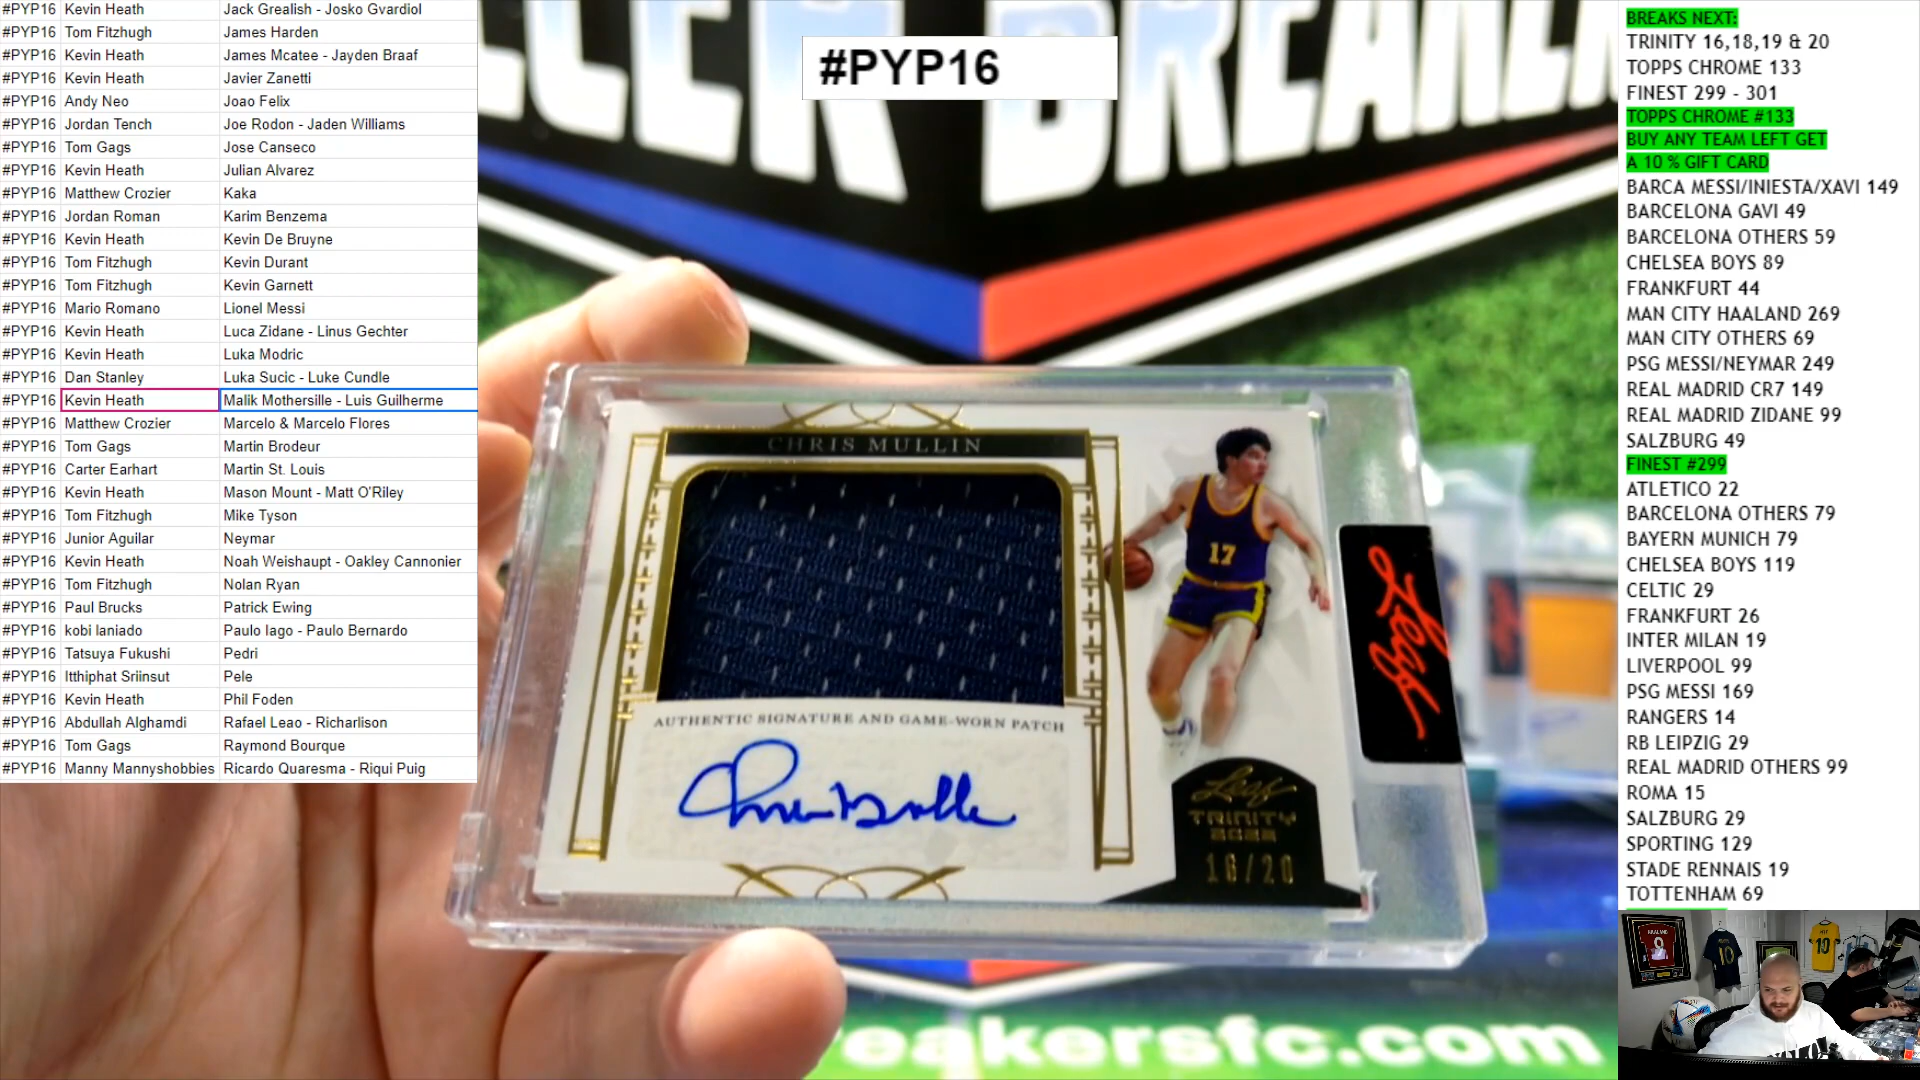 #PYP16 Kevin Heath Jack Grealish - Josko Gvardiol
#PYP16 Tom Fitzhugh James Harden
#PYP16 Kevin Heath James Mcatee - Jayden Braaf
#PYP16 Kevin Heath Javier Zanetti
#PYP16 Andy Neo Joao Felix
#PYP16 Jordan Tench Joe Rodon - Jaden Williams
#PYP16 Tom Gags Jose Canseco
#PYP16 Kevin Heath Julian Alvarez
#PYP16 Matthew Crozier Kaka
#PYP16 Jordan Roman Karim Benzema
#PYP16 Kevin Heath Kevin De Bruyne
#PYP16 Tom Fitzhugh Kevin Durant
#PYP16 Tom Fitzhugh Kevin Garnett
#PYP16 Mario Romano Lionel Messi
#PYP16 Kevin Heath Luca Zidane - Linus Gechter
#PYP16 Kevin Heath Luka Modric
#PYP16 Dan Stanley Luka Sucic - Luke Cundle
#PYP16 Kevin Heath Malik Mothersille - Luis Guilherme
#PYP16 Matthew Crozier Marcelo & Marcelo Flores
#PYP16 Tom Gags Martin Brodeur
#PYP16 Carter Earhart Martin St. Louis
#PYP16 Kevin Heath Mason Mount - Matt O'Riley
#PYP16 Tom Fitzhugh Mike Tyson
#PYP16 Junior Aguilar Neymar
#PYP16 Kevin Heath Noah Weishaupt - Oakley Cannonier
#PYP16 Tom Fitzhugh Nolan Ryan
#PYP16 Paul Brucks Patrick Ewing
#PYP16 kobi laniado Paulo Iago - Paulo Bernardo
#PYP16 Tatsuya Fukushi Pedri
#PYP16 Itthiphat Sriinsut Pele
#PYP16 Kevin Heath Phil Foden
#PYP16 Abdullah Alghamdi Rafael Leao - Richarlison
#PYP16 Tom Gags Raymond Bourque
#PYP16 Manny Mannyshobbies Ricardo Quaresma - Riqui Puig
#PYP16
CHRIS MULLIN
17
AUTHENTIC SIGNATURE AND GAME-WORN PATCH
Leaf
TRINITY
2022
16/20
Leaf
eakersfc.com
BREAKS NEXT:
TRINITY 16,18,19 & 20
TOPPS CHROME 133
FINEST 299 - 301
TOPPS CHROME #133
BUY ANY TEAM LEFT GET
A 10 % GIFT CARD
BARCA MESSI/INIESTA/XAVI 149
BARCELONA GAVI 49
BARCELONA OTHERS 59
CHELSEA BOYS 89
FRANKFURT 44
MAN CITY HAALAND 269
MAN CITY OTHERS 69
PSG MESSI/NEYMAR 249
REAL MADRID CR7 149
REAL MADRID ZIDANE 99
SALZBURG 49
FINEST #299
ATLETICO 22
BARCELONA OTHERS 79
BAYERN MUNICH 79
CHELSEA BOYS 119
CELTIC 29
FRANKFURT 26
INTER MILAN 19
LIVERPOOL 99
PSG MESSI 169
RANGERS 14
RB LEIPZIG 29
REAL MADRID OTHERS 99
ROMA 15
SALZBURG 29
SPORTING 129
STADE RENNAIS 19
TOTTENHAM 69
HAALAND
9
10
10